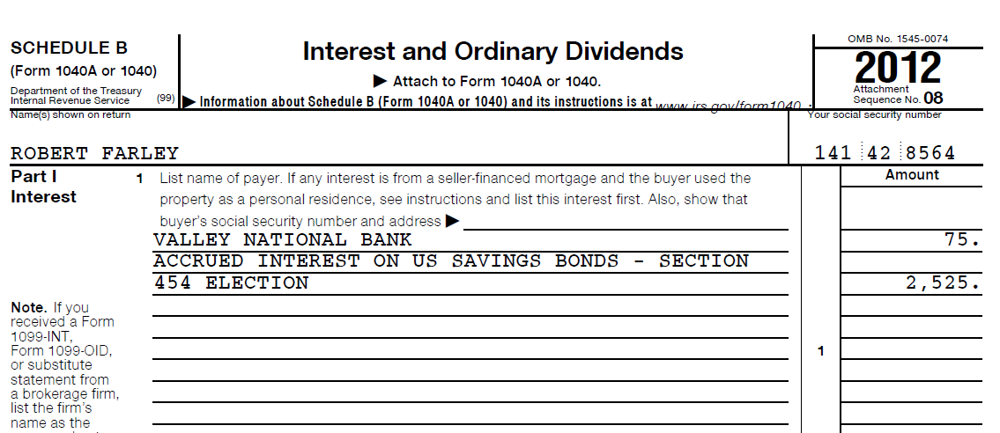 SCHEDULE B
(Form 1040A or 1040)
Department of the Treasury
Internal Revenue Service (99)
Interest and Ordinary Dividends
▶ Attach to Form 1040A or 1040.
▶ Information about Schedule B (Form 1040A or 1040) and its instructions is at www.irs.gov/form1040.
OMB No. 1545-0074
2012
Attachment
Sequence No. 08
Name(s) shown on return
Your social security number
ROBERT FARLEY
141 42 8564
Part I
Interest
1 List name of payer. If any interest is from a seller-financed mortgage and the buyer used the
property as a personal residence, see instructions and list this interest first. Also, show that
buyer's social security number and address ▶
Amount
VALLEY NATIONAL BANK 75.
ACCRUED INTEREST ON US SAVINGS BONDS - SECTION
454 ELECTION 2,525.
Note. If you
received a Form
1099-INT,
Form 1099-OID,
or substitute
statement from
a brokerage firm,
list the firm's
name as the
1